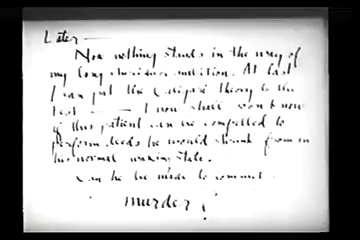 Later —
Now nothing stands in the way of
my long cherished ambition. At last
I can put the Caligari theory to the
test — I now shall soon know
if this patient can be compelled to
perform deeds he would shrink from in
his normal waking state.
Can he be made to commit
murder?